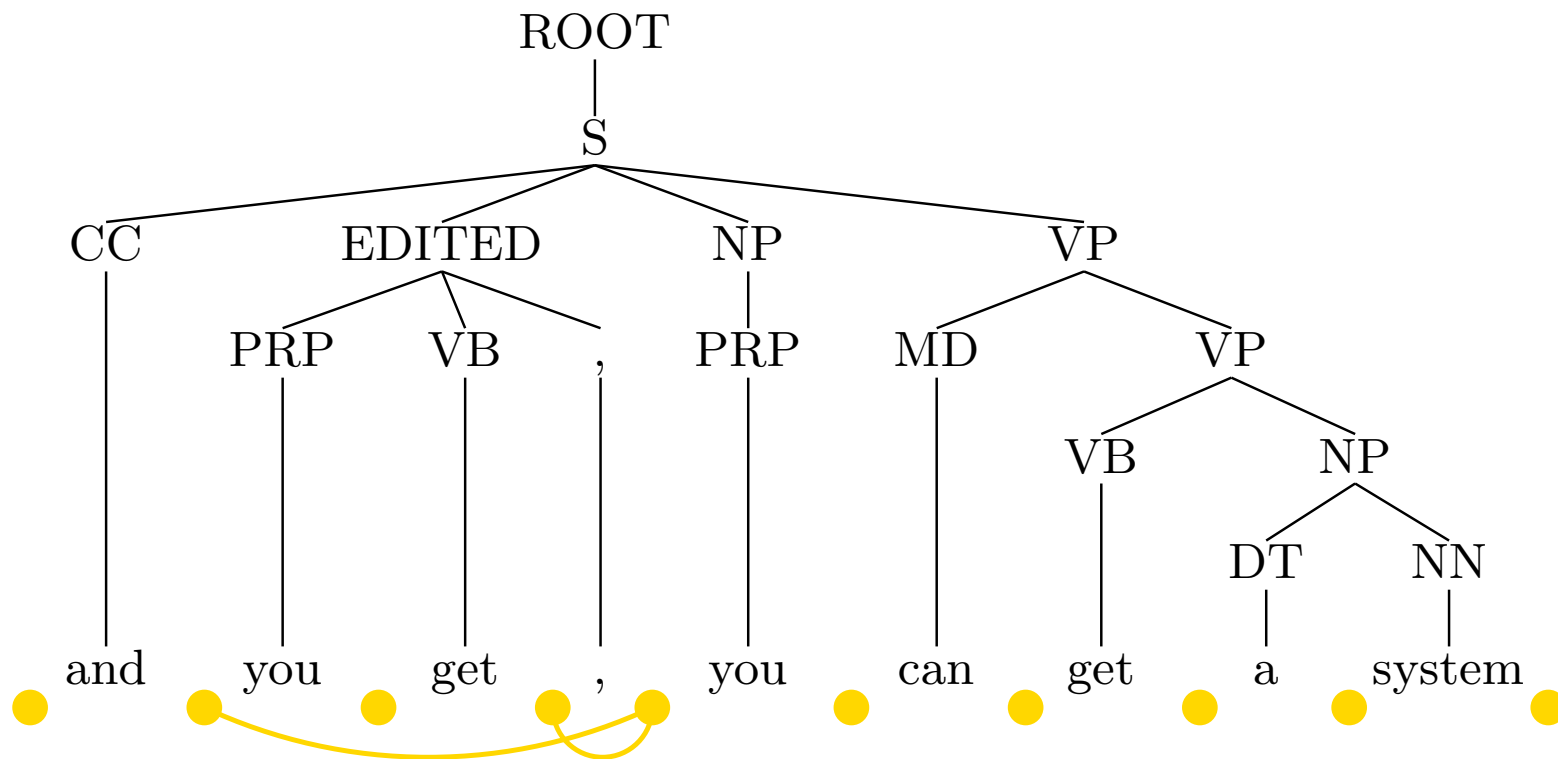 ROOT
S
CC EDITED NP VP
PRP VB , PRP MD VP
VB NP
DT NN
and you get , you can get a system